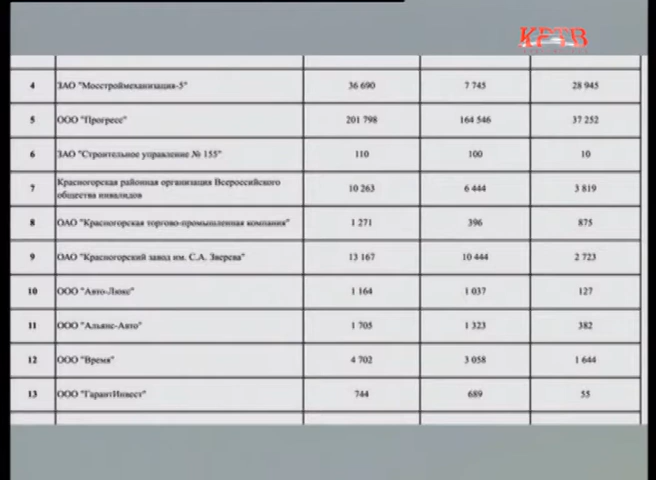 КРТВ
4 ЗАО "Мосстроймеханизация-5" 36 690 7 745 28 945
5 ООО "Прогресс" 201 798 164 546 37 252
6 ЗАО "Строительное управление № 155" 110 100 10
7 Красногорская районная организация Всероссийского общества инвалидов 10 263 6 444 3 819
8 ОАО "Красногорская торгово-промышленная компания" 1 271 396 875
9 ОАО "Красногорский завод им. С.А. Зверева" 13 167 10 444 2 723
10 ООО "Авто-Люкс" 1 164 1 037 127
11 ООО "Альянс-Авто" 1 705 1 323 382
12 ООО "Время" 4 702 3 058 1 644
13 ООО "ГарантИнвест" 744 689 55